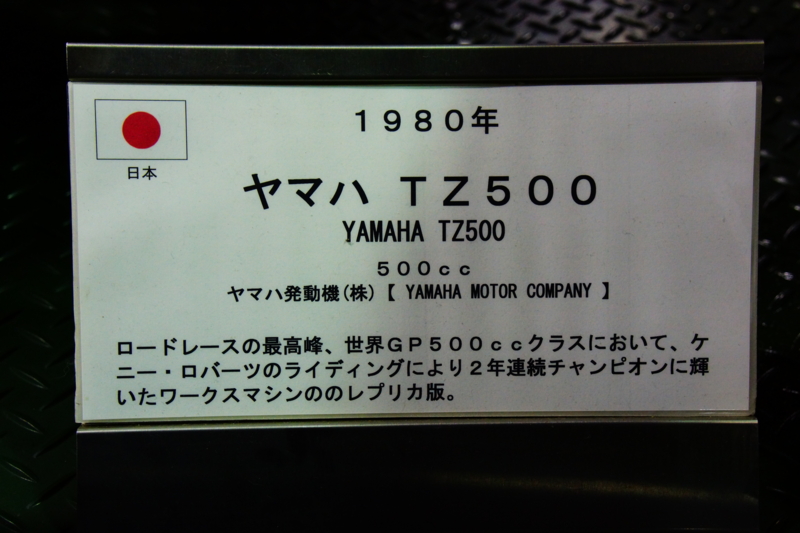 日本
１９８０年
ヤマハ ＴＺ５００
YAMAHA TZ500
５００ｃｃ
ヤマハ発動機(株)【 YAMAHA MOTOR COMPANY 】
ロードレースの最高峰、世界ＧＰ５００ｃｃクラスにおいて、ケ
ニー・ロバーツのライディングにより２年連続チャンピオンに輝
いたワークスマシンののレプリカ版。